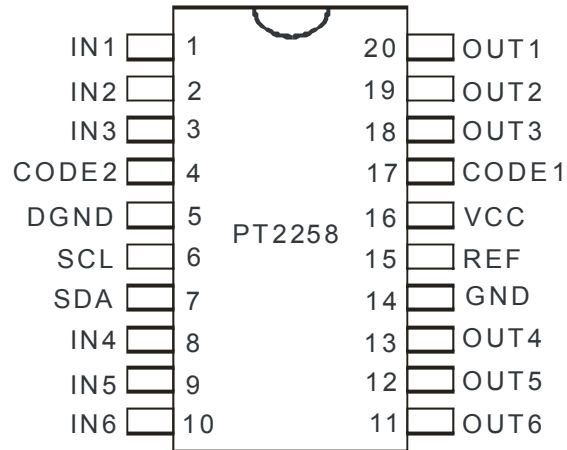 IN1 1 20 OUT1
IN2 2 19 OUT2
IN3 3 18 OUT3
CODE2 4 17 CODE1
DGND 5 16 VCC
PT2258
SCL 6 15 REF
SDA 7 14 GND
IN4 8 13 OUT4
IN5 9 12 OUT5
IN6 10 11 OUT6